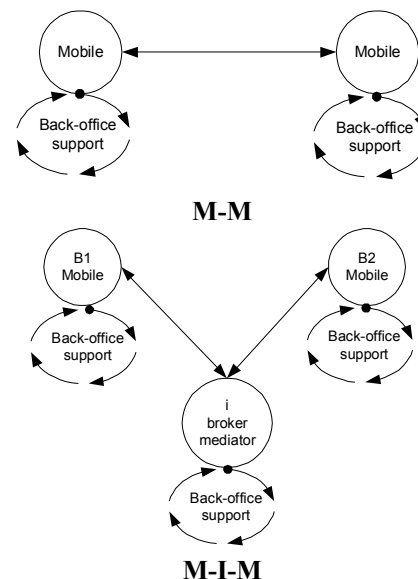 Mobile
Mobile
Back-office
support
Back-office
support
M-M
B1
Mobile
B2
Mobile
Back-office
support
Back-office
support
i
broker
mediator
Back-office
support
M-I-M